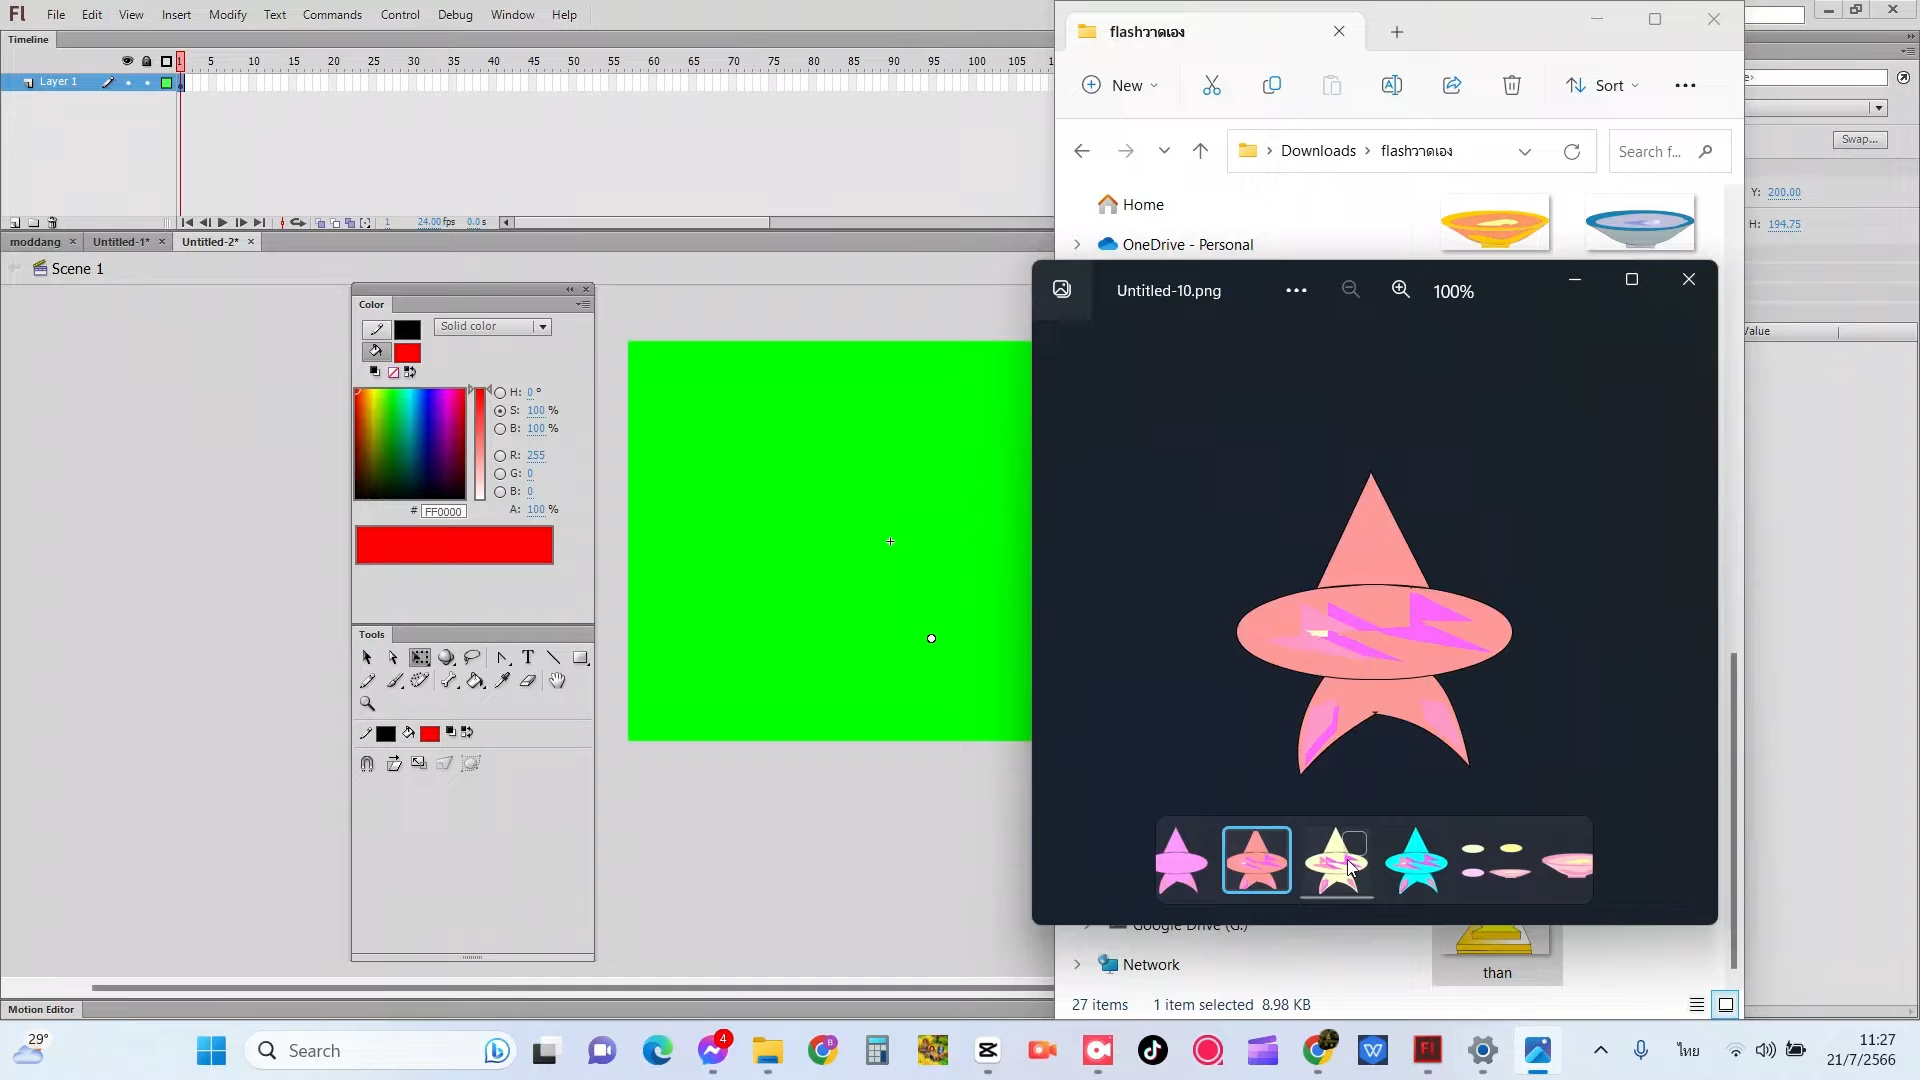 Fl File Edit View Insert Modify Text Commands Control Debug Window Help
Timeline
1 5 10 15 20 25 30 35 40 45 50 55 60 65 70 75 80 85 90 95 100 105
Layer 1
1 24.00 fps 0.0 s
moddang Untitled-1* Untitled-2*
Scene 1
Color
Solid color
H: 0 °
S: 100 %
B: 100 %
R: 255
G: 0
B: 0
A: 100 %
# FF0000
Tools
T
Motion Editor
flashวาดเอง
New Sort
Downloads flashวาดเอง Search f...
Home
OneDrive - Personal
Untitled-10.png 100%
Google Drive (G:)
Network
than
27 items 1 item selected 8.98 KB
Swap...
Y: 200.00
H: 194.75
29° Search 4 Fl ไทย 11:27
21/7/2566